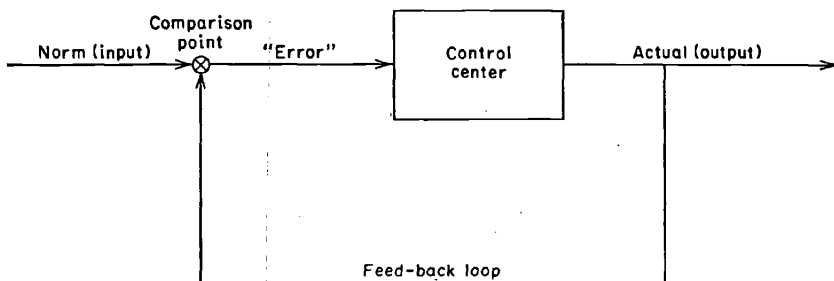 Comparison
point
Norm (input)
"Error"
Control
center
Actual (output)
Feed-back loop